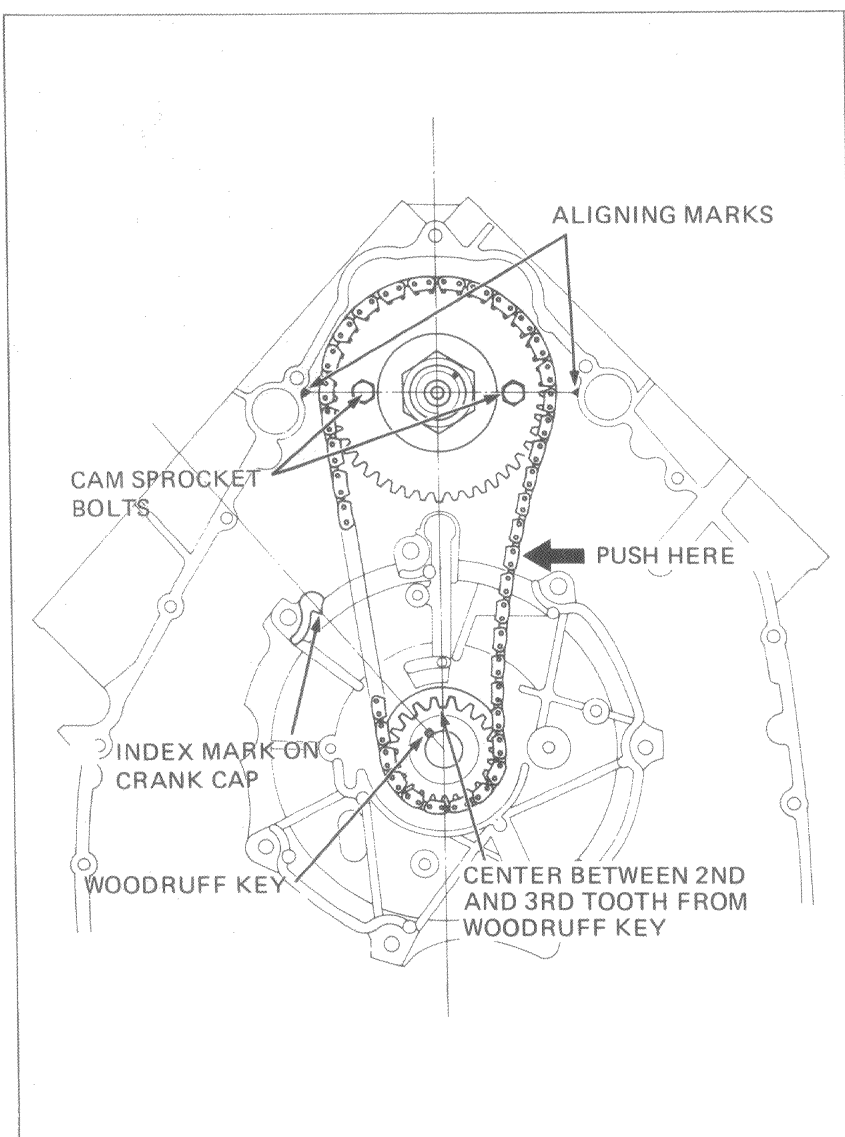 ALIGNING MARKS
CAM SPROCKET
BOLTS
PUSH HERE
INDEX MARK ON
CRANK CAP
WOODRUFF KEY
CENTER BETWEEN 2ND
AND 3RD TOOTH FROM
WOODRUFF KEY